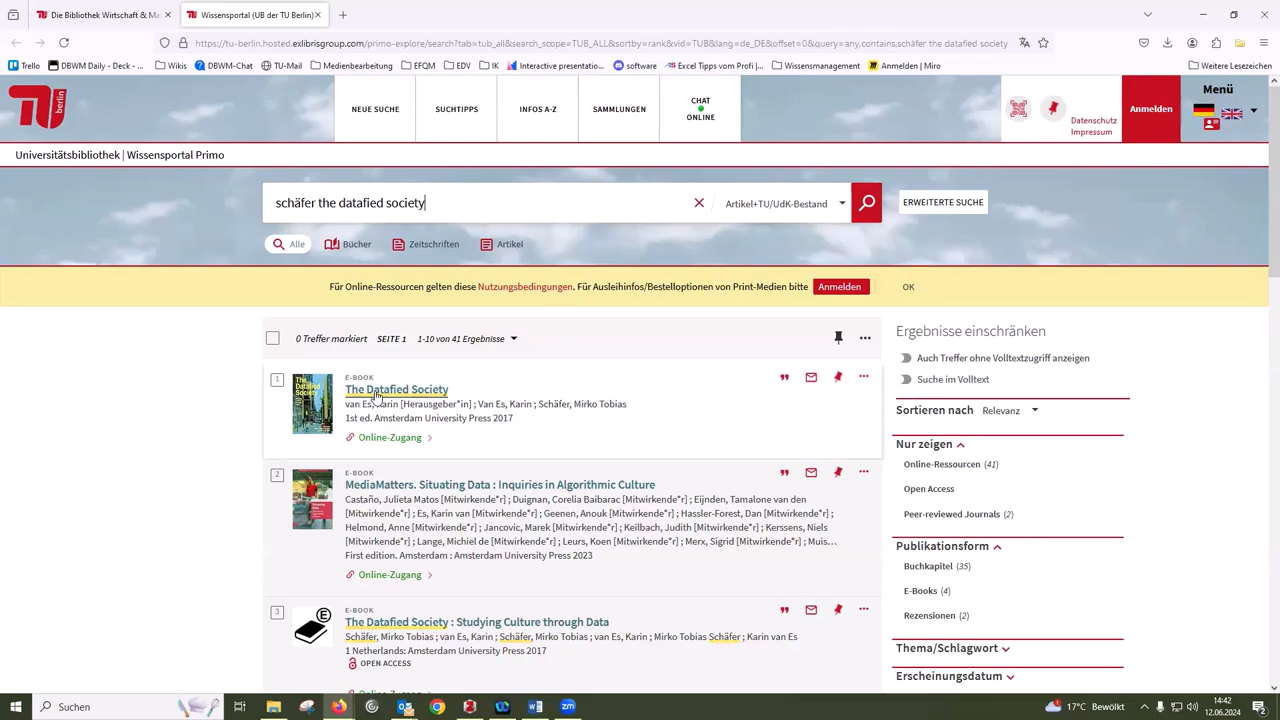 Die Bibliothek Wirtschaft & Ma
Wissensportal (UB der TU Berlin)
https://tu-berlin.hosted.exlibrisgroup.com/primo-explore/search?tab=tub_all&search_scope=TUB_ALL&sortby=rank&vid=TUB&lang=de_DE&offset=0&query=any,contains,schäfer the datafied society
Trello
DBWM Daily - Deck - ...
Wikis
DBWM-Chat
TU-Mail
Medienbearbeitung
EFQM
EDV
IK
Interactive presentatio...
software
Excel Tipps vom Profi |...
Wissensmanagement
Anmelden | Miro
Weitere Lesezeichen
TU berlin
NEUE SUCHE
SUCHTIPPS
INFOS A-Z
SAMMLUNGEN
CHAT
ONLINE
Datenschutz
Impressum
Anmelden
Menü
Universitätsbibliothek | Wissensportal Primo
schäfer the datafied society
Artikel+TU/UdK-Bestand
ERWEITERTE SUCHE
Alle
Bücher
Zeitschriften
Artikel
Für Online-Ressourcen gelten diese Nutzungsbedingungen. Für Ausleihinfos/Bestelloptionen von Print-Medien bitte Anmelden OK
0 Treffer markiert SEITE 1 1-10 von 41 Ergebnisse
1
E-BOOK
The Datafied Society
van Es, Karin [Herausgeber*in] ; Van Es, Karin ; Schäfer, Mirko Tobias
1st ed. Amsterdam University Press 2017
Online-Zugang
2
E-BOOK
MediaMatters. Situating Data : Inquiries in Algorithmic Culture
Castaño, Julieta Matos [Mitwirkende*r] ; Duignan, Corelia Baibarac [Mitwirkende*r] ; Eijnden, Tamalone van den
[Mitwirkende*r] ; Es, Karin van [Mitwirkende*r] ; Geenen, Anouk [Mitwirkende*r] ; Hassler-Forest, Dan [Mitwirkende*r] ;
Helmond, Anne [Mitwirkende*r] ; Jancovic, Marek [Mitwirkende*r] ; Keilbach, Judith [Mitwirkende*r] ; Kerssens, Niels
[Mitwirkende*r] ; Lange, Michiel de [Mitwirkende*r] ; Leurs, Koen [Mitwirkende*r] ; Merx, Sigrid [Mitwirkende*r] ; Muis...
First edition. Amsterdam : Amsterdam University Press 2023
Online-Zugang
3
E-BOOK
The Datafied Society : Studying Culture through Data
Schäfer, Mirko Tobias ; van Es, Karin ; Schäfer, Mirko Tobias ; van Es, Karin ; Mirko Tobias Schäfer ; Karin van Es
1 Netherlands: Amsterdam University Press 2017
OPEN ACCESS
Ergebnisse einschränken
Auch Treffer ohne Volltextzugriff anzeigen
Suche im Volltext
Sortieren nach Relevanz
Nur zeigen
Online-Ressourcen (41)
Open Access
Peer-reviewed Journals (2)
Publikationsform
Buchkapitel (35)
E-Books (4)
Rezensionen (2)
Thema/Schlagwort
Erscheinungsdatum
Suchen
17°C Bewölkt
14:42
12.06.2024